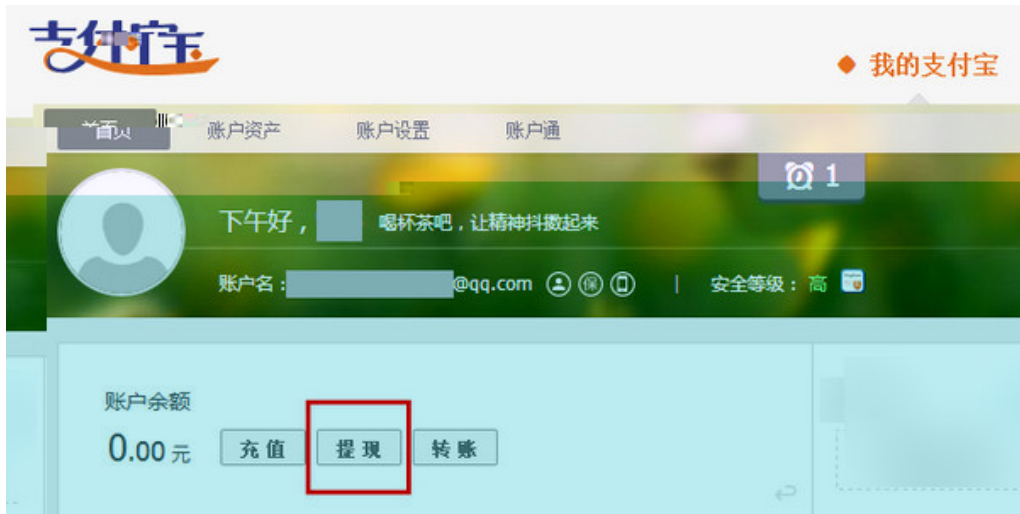 支付宝
我的支付宝
首页 账户资产 账户设置 账户通
1
下午好， 喝杯茶吧，让精神抖擞起来
账户名： @qq.com 保 | 安全等级：高
账户余额
0.00 元 充值 提现 转账